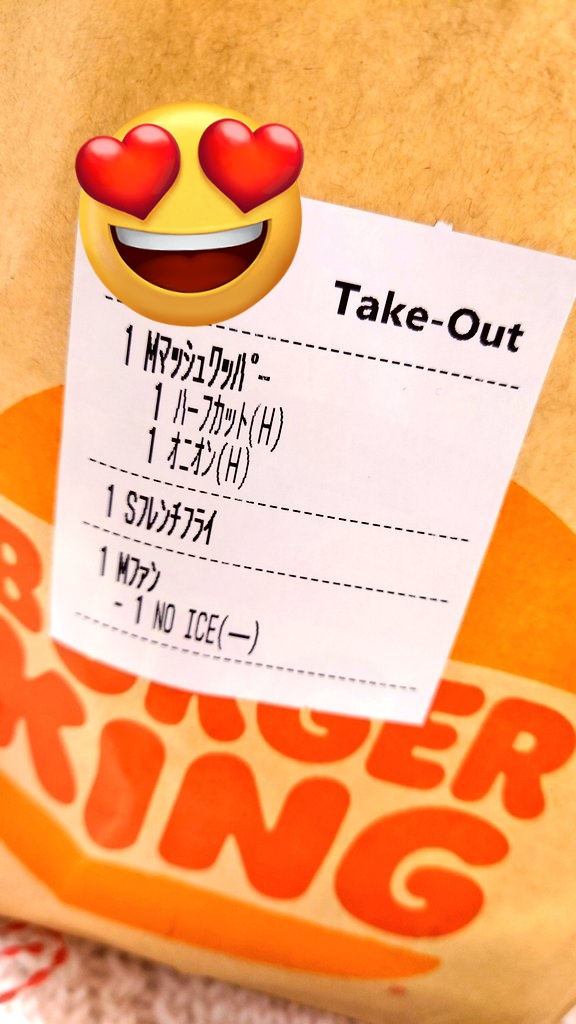 Take-Out
1 Mマッシュワッパー
1 ハーフカット(H)
1 オニオン(H)
1 Sフレンチフライ
1 Mファン
- 1 NO ICE(ー)
BURGER
KING